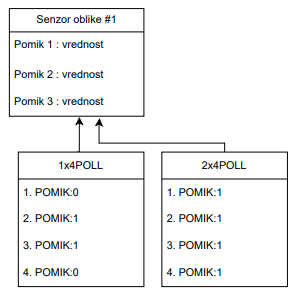 Senzor oblike #1
Pomik 1 : vrednost
Pomik 2 : vrednost
Pomik 3 : vrednost
1x4POLL
1. POMIK:0
2. POMIK:1
3. POMIK:1
4. POMIK:0
2x4POLL
1. POMIK:1
2. POMIK:1
3. POMIK:1
4. POMIK:1